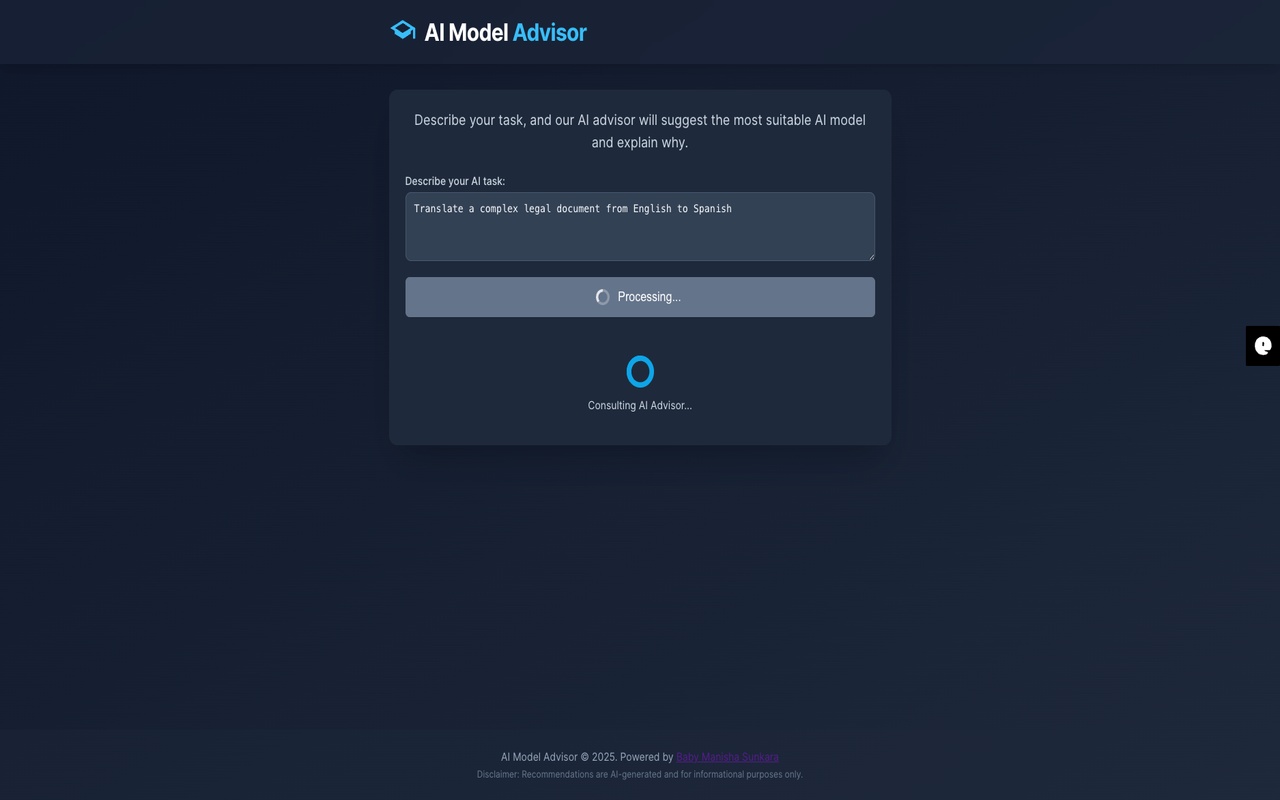 AI Model Advisor
Describe your task, and our AI advisor will suggest the most suitable AI model
and explain why.
Describe your AI task:
Translate a complex legal document from English to Spanish
Processing...
Consulting AI Advisor...
AI Model Advisor © 2025. Powered by Baby Manisha Sunkara
Disclaimer: Recommendations are AI-generated and for informational purposes only.